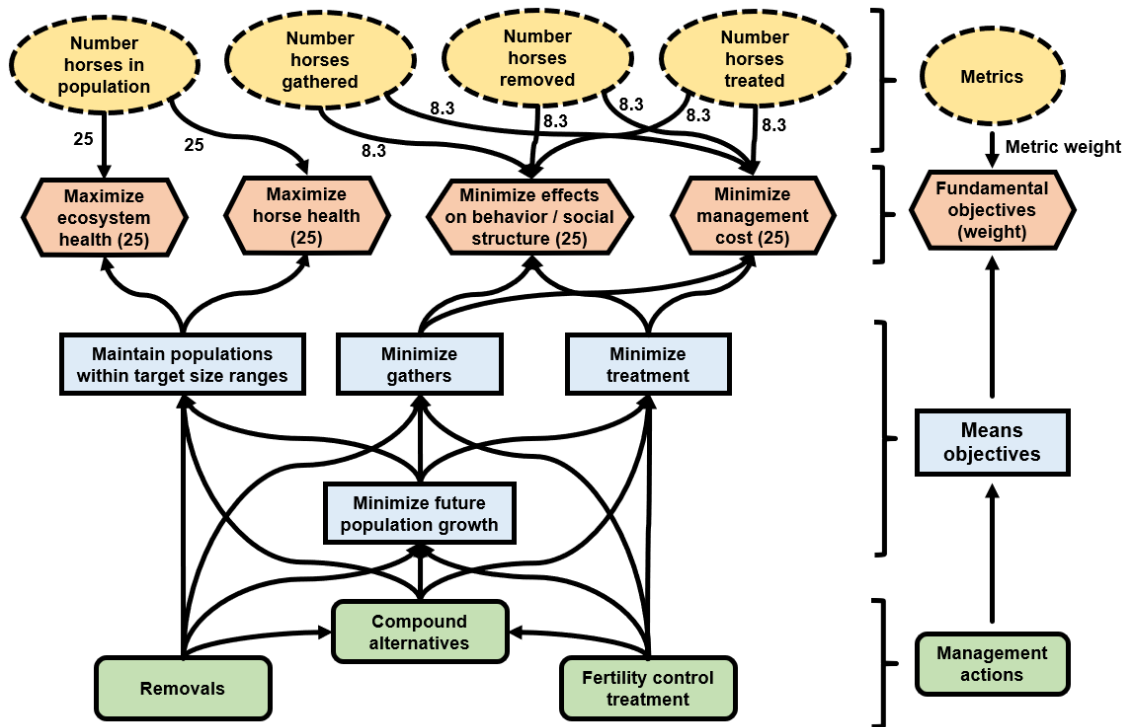 Number
horses in
population
Number
horses
gathered
Number
horses
removed
Number
horses
treated
Metrics
25
25
8.3
8.3
8.3
8.3
8.3
Metric weight
Maximize
ecosystem
health (25)
Maximize
horse health
(25)
Minimize effects
on behavior / social
structure (25)
Minimize
management
cost (25)
Fundamental
objectives
(weight)
Maintain populations
within target size ranges
Minimize
gathers
Minimize
treatment
Means
objectives
Minimize future
population growth
Compound
alternatives
Removals
Fertility control
treatment
Management
actions